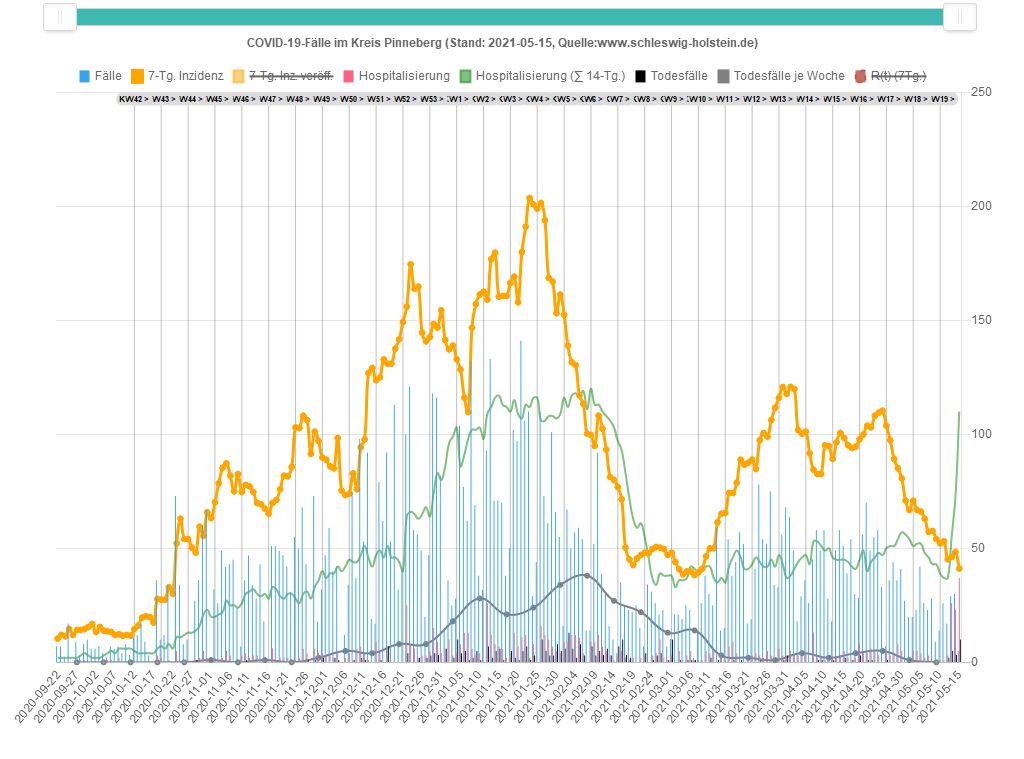 COVID-19-Fälle im Kreis Pinneberg (Stand: 2021-05-15, Quelle:www.schleswig-holstein.de)
Fälle 7-Tg. Inzidenz 7-Tg. Inz. veröff. Hospitalisierung Hospitalisierung (∑ 14-Tg.) Todesfälle Todesfälle je Woche R(t) (7Tg.)
KW42 > W43 > W44 > W45 > W46 > W47 > W48 > W49 > W50 > W51 > W52 > W53 > W1 > KW2 > KW3 > KW4 > KW5 > KW6 > KW7 > KW8 > KW9 > W10 > W11 > W12 > W13 > W14 > W15 > W16 > W17 > W18 > W19 >
250
200
150
100
50
0
2020-09-22 2020-09-27 2020-10-02 2020-10-07 2020-10-12 2020-10-17 2020-10-22 2020-10-27 2020-11-01 2020-11-06 2020-11-11 2020-11-16 2020-11-21 2020-11-26 2020-12-01 2020-12-06 2020-12-11 2020-12-16 2020-12-21 2020-12-26 2020-12-31 2021-01-05 2021-01-10 2021-01-15 2021-01-20 2021-01-25 2021-01-30 2021-02-04 2021-02-09 2021-02-14 2021-02-19 2021-02-24 2021-03-01 2021-03-06 2021-03-11 2021-03-16 2021-03-21 2021-03-26 2021-03-31 2021-04-05 2021-04-10 2021-04-15 2021-04-20 2021-04-25 2021-04-30 2021-05-05 2021-05-10 2021-05-15